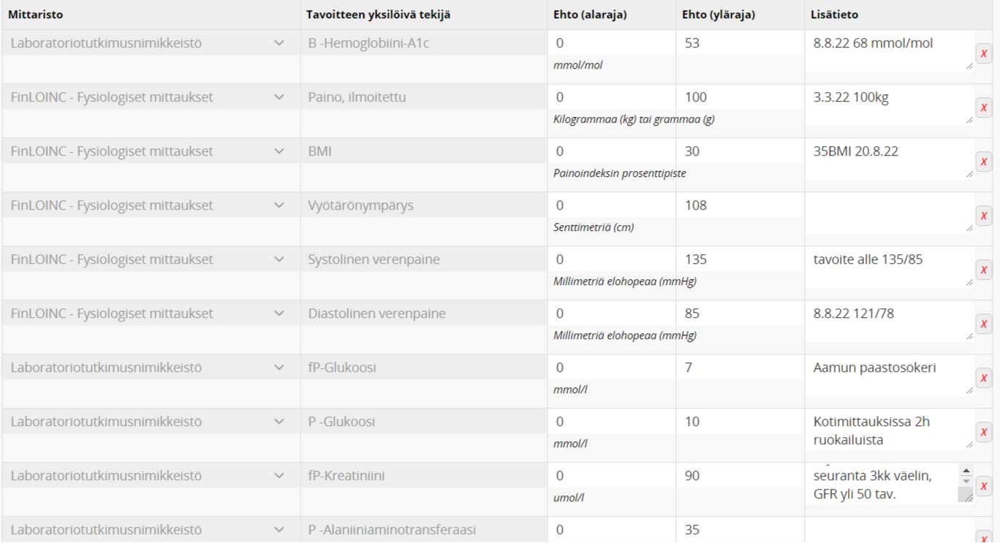 Mittaristo Tavoitteen yksilöivä tekijä Ehto (alaraja) Ehto (yläraja) Lisätieto
Laboratoriotutkimusnimikkeistö B -Hemoglobiini-A1c 0 53 8.8.22 68 mmol/mol
X
mmol/mol
FinLOINC - Fysiologiset mittaukset Paino, ilmoitettu 0 100 3.3.22 100kg
X
Kilogrammaa (kg) tai grammaa (g)
FinLOINC - Fysiologiset mittaukset BMI 0 30 35BMI 20.8.22
X
Painoindeksin prosenttipiste
FinLOINC - Fysiologiset mittaukset Vyötärönympärys 0 108
X
Senttimetriä (cm)
FinLOINC - Fysiologiset mittaukset Systolinen verenpaine 0 135 tavoite alle 135/85
X
Millimetriä elohopeaa (mmHg)
FinLOINC - Fysiologiset mittaukset Diastolinen verenpaine 0 85 8.8.22 121/78
X
Millimetriä elohopeaa (mmHg)
Laboratoriotutkimusnimikkeistö fP-Glukoosi 0 7 Aamun paastosokeri
X
mmol/l
Laboratoriotutkimusnimikkeistö P -Glukoosi 0 10 Kotimittauksissa 2h
X
mmol/l ruokailuista
Laboratoriotutkimusnimikkeistö fP-Kreatiniini 0 90 seuranta 3kk väelin,
X
umol/l GFR yli 50 tav.
Laboratoriotutkimusnimikkeistö P -Alaniiniaminotransferaasi 0 35
X